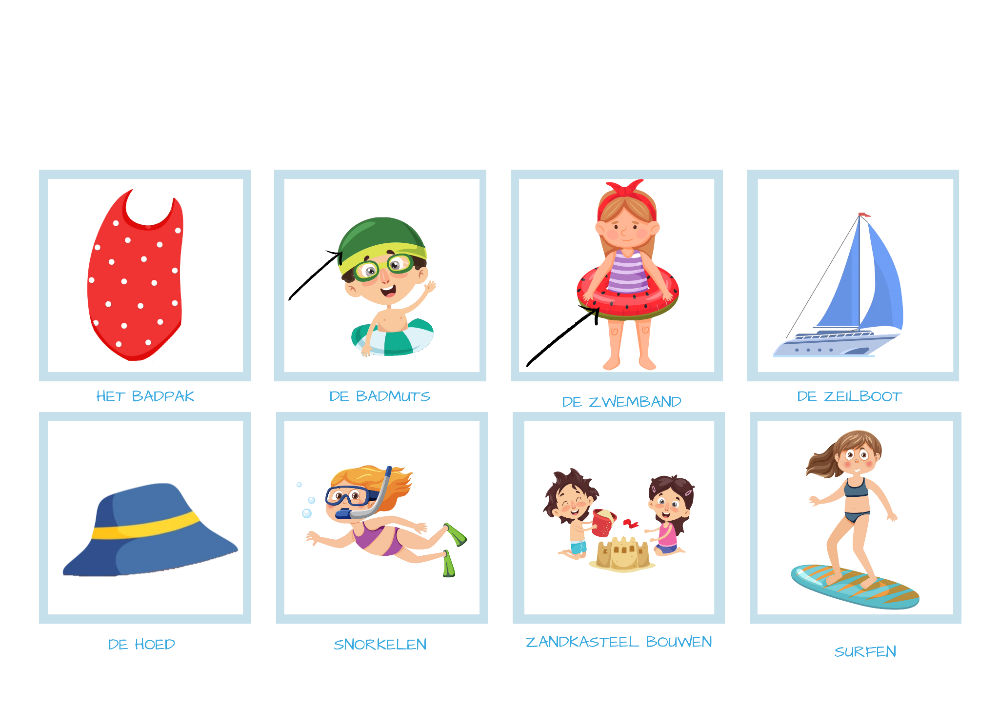 HET BADPAK
DE BADMUTS
DE ZWEMBAND
DE ZEILBOOT
DE HOED
SNORKELEN
ZANDKASTEEL BOUWEN
SURFEN